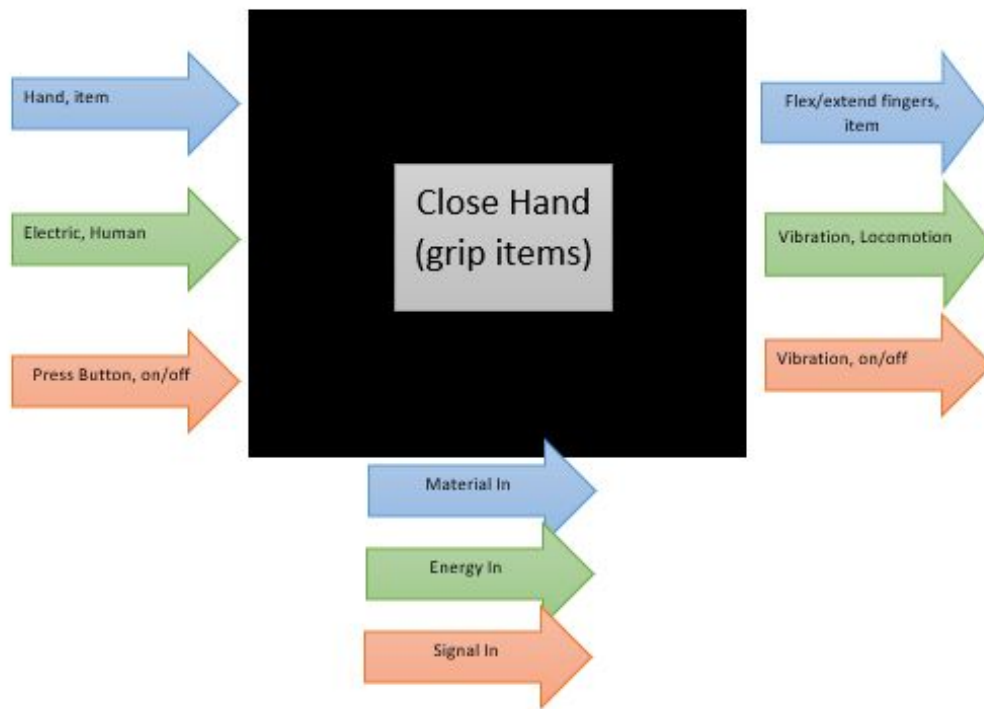 Hand, item
Electric, Human
Press Button, on/off
Close Hand
(grip items)
Flex/extend fingers,
item
Vibration, Locomotion
Vibration, on/off
Material In
Energy In
Signal In